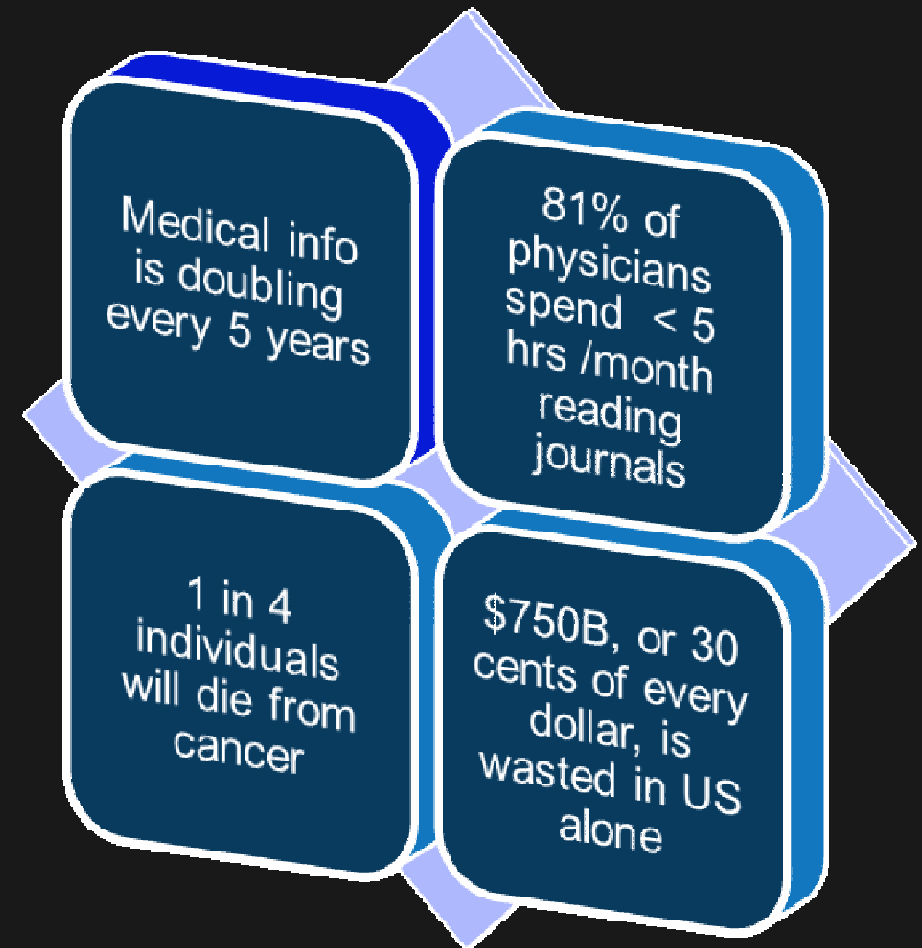 Medical info
is doubling
every 5 years
81% of
physicians
spend < 5
hrs /month
reading
journals
1 in 4
individuals
will die from
cancer
$750B, or 30
cents of every
dollar, is
wasted in US
alone